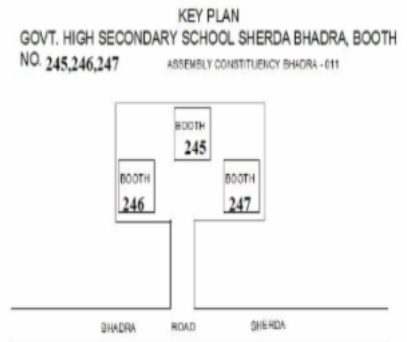 KEY PLAN
GOVT. HIGH SECONDARY SCHOOL SHERDA BHADRA, BOOTH
NO. 245,246,247 ASSEMBLY CONSTITUENCY BHADRA - 011
BOOTH
245
BOOTH
246
BOOTH
247
BHADRA ROAD SHERDA